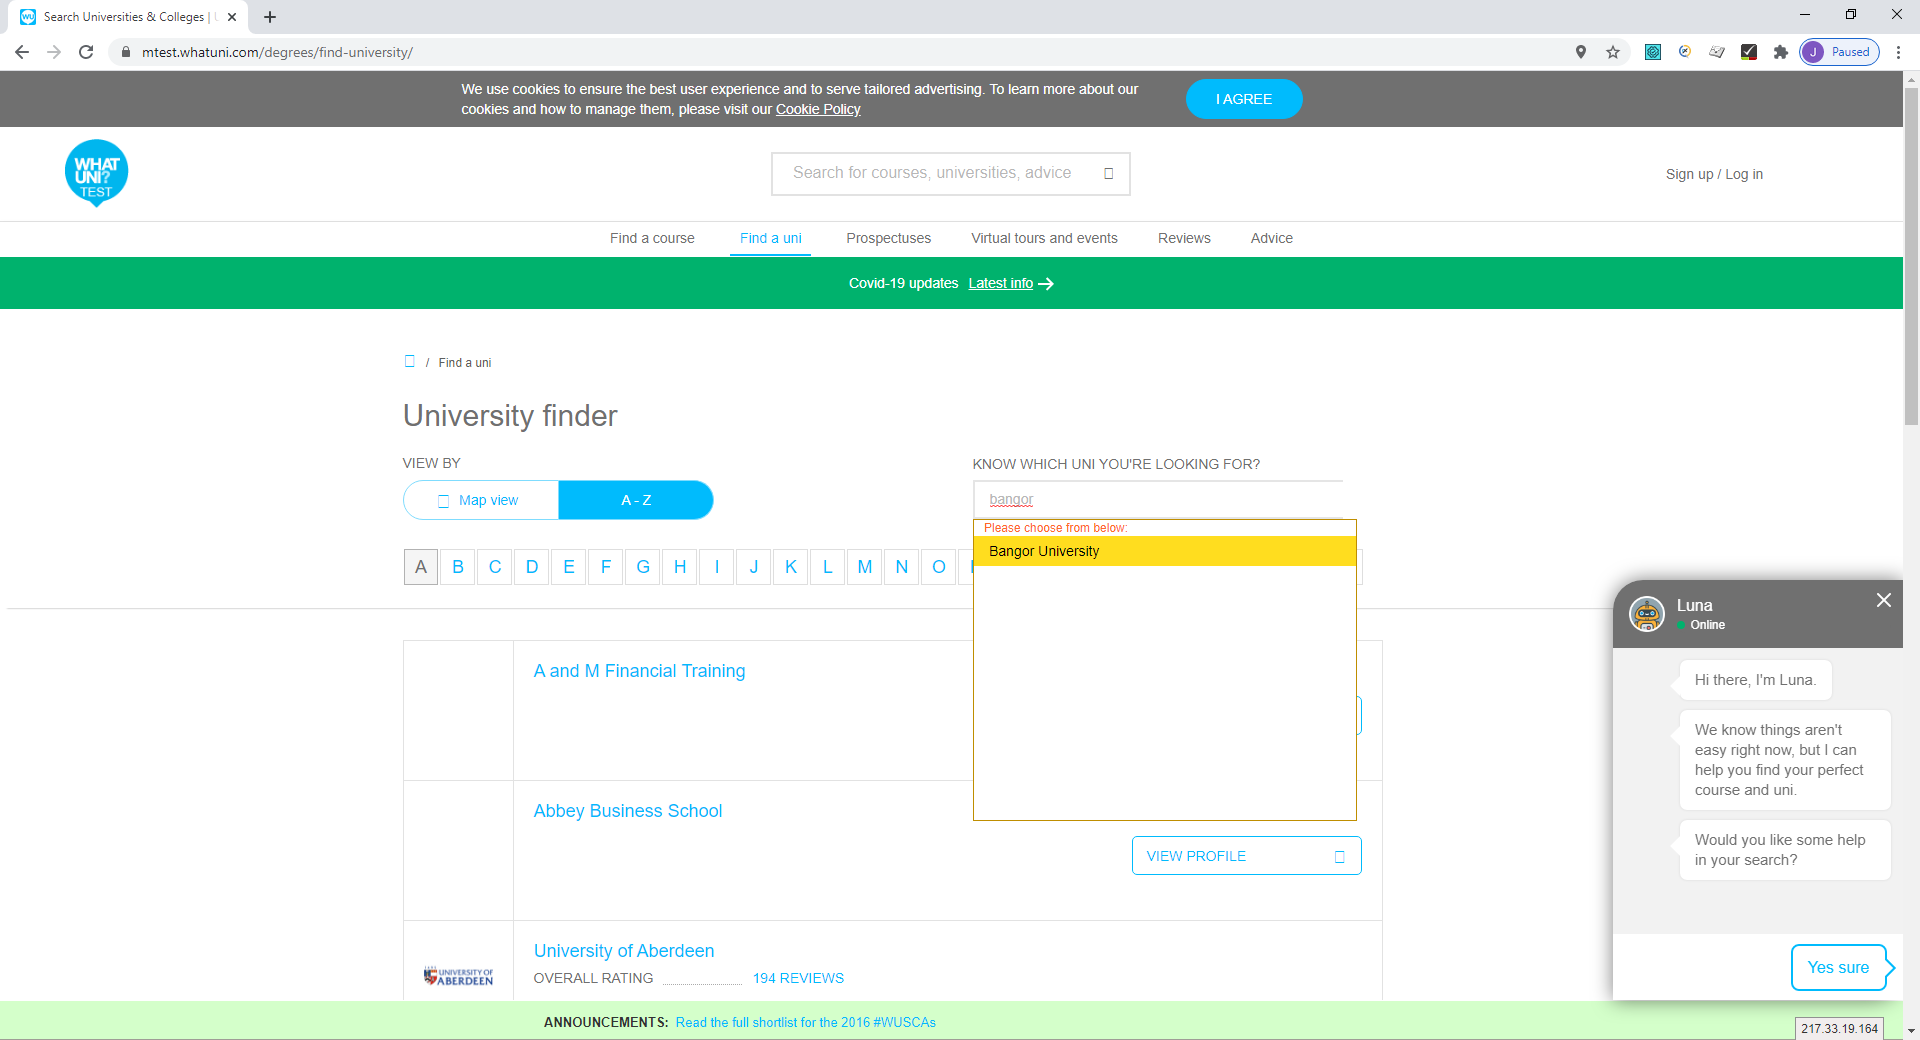 Search Universities & Colleges |
mtest.whatuni.com/degrees/find-university/
J Paused
We use cookies to ensure the best user experience and to serve tailored advertising. To learn more about our
cookies and how to manage them, please visit our Cookie Policy
I AGREE
WHAT
UNI?
TEST
Search for courses, universities, advice
Sign up / Log in
Find a course
Find a uni
Prospectuses
Virtual tours and events
Reviews
Advice
Covid-19 updates Latest info
/ Find a uni
University finder
VIEW BY
Map view
A - Z
KNOW WHICH UNI YOU'RE LOOKING FOR?
bangor
Please choose from below:
Bangor University
A B C D E F G H I J K L M N O
A and M Financial Training
Abbey Business School
VIEW PROFILE
UNIVERSITY OF
ABERDEEN
University of Aberdeen
OVERALL RATING
194 REVIEWS
Luna
Online
Hi there, I'm Luna.
We know things aren't
easy right now, but I can
help you find your perfect
course and uni.
Would you like some help
in your search?
Yes sure
ANNOUNCEMENTS: Read the full shortlist for the 2016 #WUSCAs
217.33.19.164